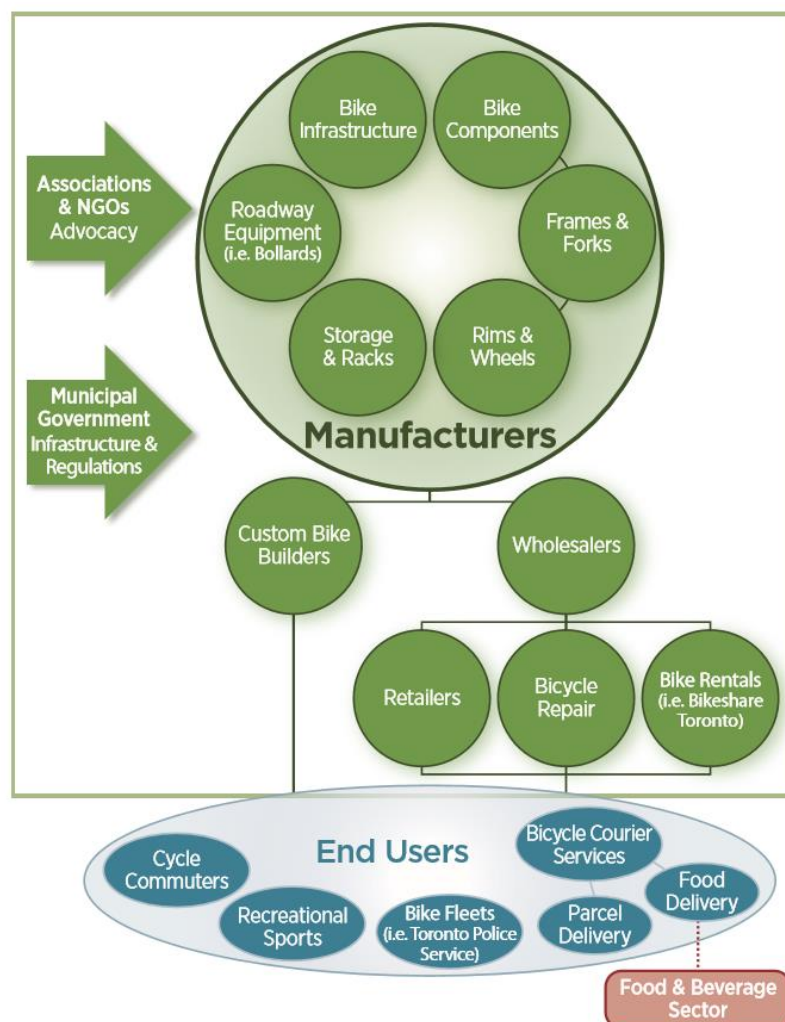 Bike
Infrastructure
Bike
Components
Associations
& NGOs
Advocacy
Roadway
Equipment
(i.e. Bollards)
Frames &
Forks
Storage
& Racks
Rims &
Wheels
Municipal
Government
Infrastructure &
Regulations
Manufacturers
Custom Bike
Builders
Wholesalers
Retailers
Bicycle
Repair
Bike Rentals
(i.e. Bikeshare
Toronto)
End Users
Cycle
Commuters
Recreational
Sports
Bike Fleets
(i.e. Toronto Police
Service)
Bicycle Courier
Services
Parcel
Delivery
Food
Delivery
Food & Beverage
Sector